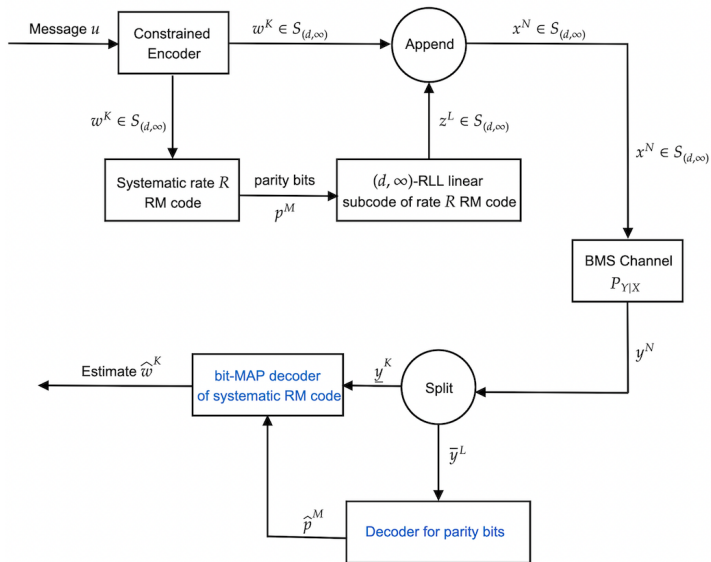 Message u
Constrained
Encoder
w^K ∈ S_{(d,∞)}
Append
x^N ∈ S_{(d,∞)}
w^K ∈ S_{(d,∞)}
z^L ∈ S_{(d,∞)}
x^N ∈ S_{(d,∞)}
Systematic rate R
RM code
parity bits
p^M
(d, ∞)-RLL linear
subcode of rate R RM code
BMS Channel
P_{Y|X}
y^N
Estimate ŵ^K
bit-MAP decoder
of systematic RM code
y̲^K
Split
ȳ^L
p̂^M
Decoder for parity bits